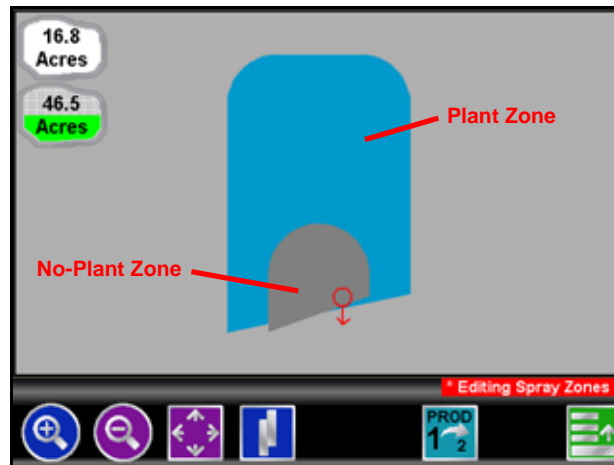 16.8
Acres
46.5
Acres
Plant Zone
No-Plant Zone
* Editing Spray Zones
PROD
1 2